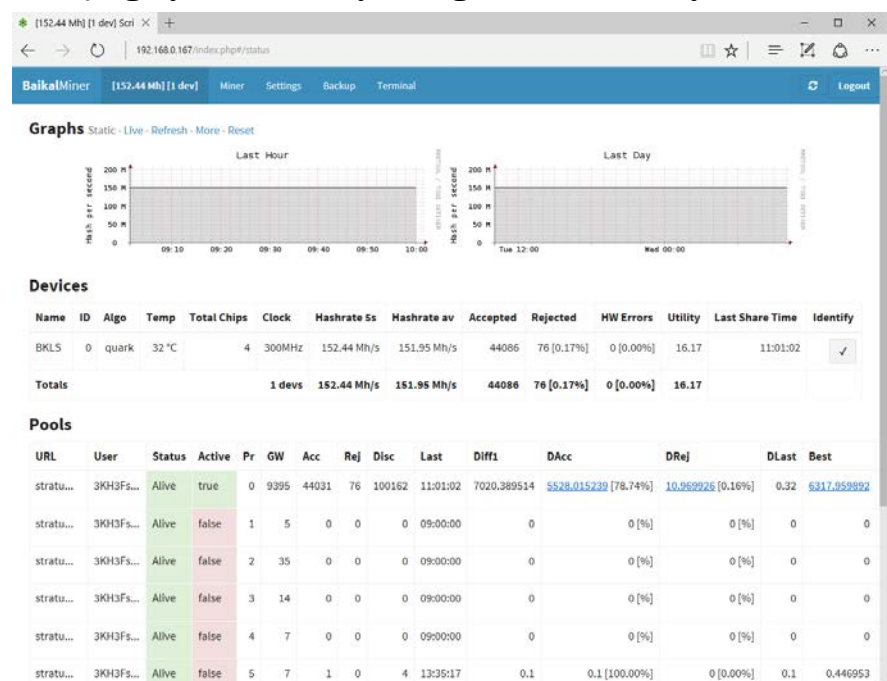 [152.44 Mh] [1 dev] Scri
192.168.0.167/index.php#/status
BaikalMiner [152.44 Mh] [1 dev] Miner Settings Backup Terminal Logout
Graphs Static - Live - Refresh - More - Reset
Last Hour
Hash per second
200 M
150 M
100 M
50 M
0
09:10 09:20 09:30 09:40 09:50 10:00
Last Day
Hash per second
200 M
150 M
100 M
50 M
0
Tue 12:00 Wed 00:00
Devices
Name ID Algo Temp Total Chips Clock Hashrate 5s Hashrate av Accepted Rejected HW Errors Utility Last Share Time Identify
BKLS 0 quark 32 °C 4 300MHz 152.44 Mh/s 151.95 Mh/s 44086 76 [0.17%] 0 [0.00%] 16.17 11:01:02 ✓
Totals 1 devs 152.44 Mh/s 151.95 Mh/s 44086 76 [0.17%] 0 [0.00%] 16.17
Pools
URL User Status Active Pr GW Acc Rej Disc Last Diff1 DAcc DRej DLast Best
stratu... 3KH3Fs... Alive true 0 9395 44031 76 100162 11:01:02 7020.389514 5528.015239 [78.74%] 10.969926 [0.16%] 0.32 6317.959892
stratu... 3KH3Fs... Alive false 1 5 0 0 0 09:00:00 0 0 [%] 0 [%] 0 0
stratu... 3KH3Fs... Alive false 2 35 0 0 0 09:00:00 0 0 [%] 0 [%] 0 0
stratu... 3KH3Fs... Alive false 3 14 0 0 0 09:00:00 0 0 [%] 0 [%] 0 0
stratu... 3KH3Fs... Alive false 4 7 0 0 0 09:00:00 0 0 [%] 0 [%] 0 0
stratu... 3KH3Fs... Alive false 5 7 1 0 4 13:35:17 0.1 0.1 [100.00%] 0 [0.00%] 0.1 0.446953